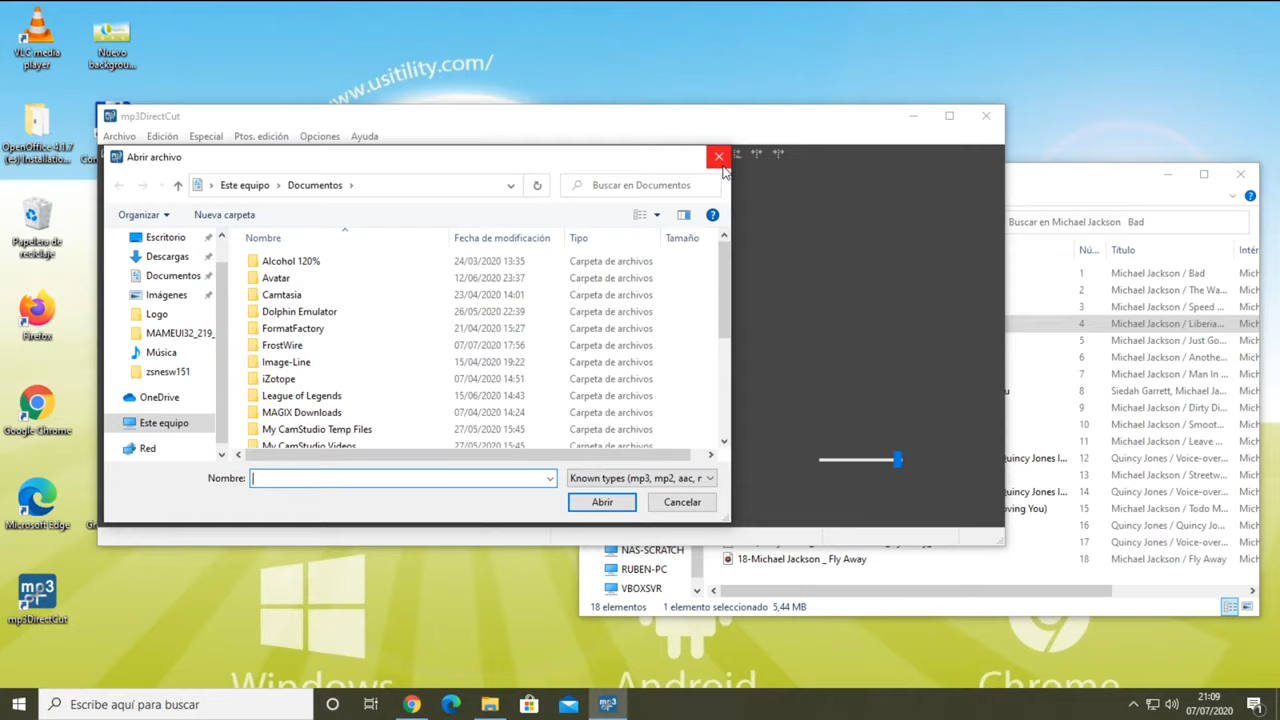 VLC media player
Nuevo backgrou...
www.usitility.com/
OpenOffice 4.1.7 (es) Installatio...
Papelera de reciclaje
Firefox
Google Chrome
Microsoft Edge
mp3 DC
mp3DirectCut
mp3DirectCut
Archivo Edición Especial Ptos. edición Opciones Ayuda
Abrir archivo
Este equipo > Documentos >
Buscar en Documentos
Organizar Nueva carpeta
Escritorio
Descargas
Documentos
Imágenes
Logo
MAMEUI32_219_
Música
zsnesw151
OneDrive
Este equipo
Red
Nombre Fecha de modificación Tipo Tamaño
Alcohol 120% 24/03/2020 13:35 Carpeta de archivos
Avatar 12/06/2020 23:37 Carpeta de archivos
Camtasia 23/04/2020 14:01 Carpeta de archivos
Dolphin Emulator 26/05/2020 22:39 Carpeta de archivos
FormatFactory 21/04/2020 15:27 Carpeta de archivos
FrostWire 07/07/2020 17:56 Carpeta de archivos
Image-Line 15/04/2020 19:22 Carpeta de archivos
iZotope 07/04/2020 14:51 Carpeta de archivos
League of Legends 15/06/2020 14:43 Carpeta de archivos
MAGIX Downloads 07/04/2020 14:24 Carpeta de archivos
My CamStudio Temp Files 27/05/2020 15:45 Carpeta de archivos
My CamStudio Videos 27/05/2020 15:45 Carpeta de archivos
Nombre: Known types (mp3, mp2, aac, r
Abrir Cancelar
Buscar en Michael Jackson Bad
Nú... Título Intér
1 Michael Jackson / Bad Mich
2 Michael Jackson / The Wa... Mich
3 Michael Jackson / Speed ... Mich
4 Michael Jackson / Liberia... Mich
5 Michael Jackson / Just Go... Mich
6 Michael Jackson / Anothe... Mich
7 Michael Jackson / Man In ... Mich
8 Siedah Garrett, Michael Ja... Mich
9 Michael Jackson / Dirty Di... Mich
10 Michael Jackson / Smoot... Mich
11 Michael Jackson / Leave ... Mich
Quincy Jones I... 12 Quincy Jones / Voice-over... Mich
13 Michael Jackson / Streetw... Mich
Quincy Jones I... 14 Quincy Jones / Voice-over... Mich
oving You) 15 Michael Jackson / Todo M... Mich
16 Quincy Jones / Quincy Jo... Mich
17 Quincy Jones / Voice-over... Mich
18-Michael Jackson _ Fly Away 18 Michael Jackson / Fly Away Mich
NAS-SCRATCH
RUBEN-PC
VBOXSVR
18 elementos 1 elemento seleccionado 5,44 MB
Windows Android Chrome
Escribe aquí para buscar
21:09
07/07/2020